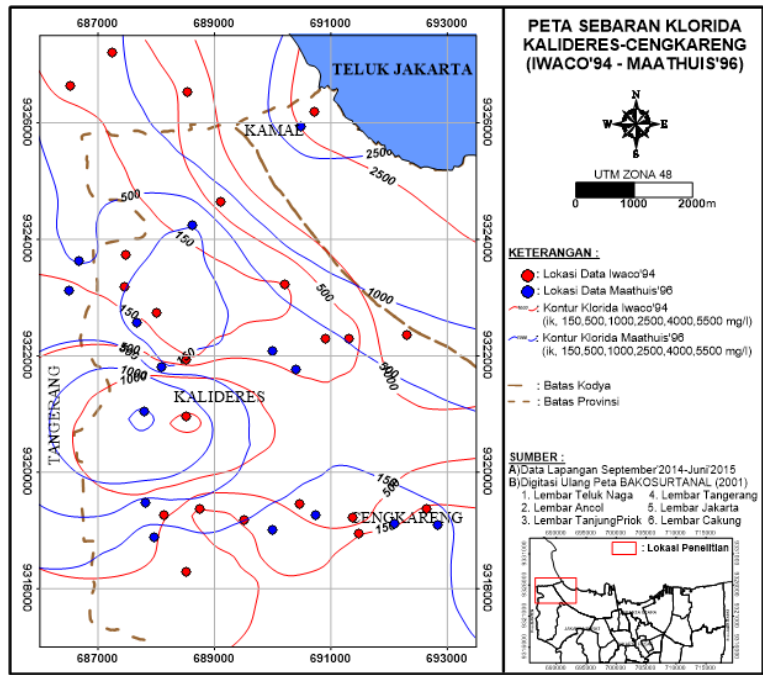 687000
689000
691000
693000
PETA SEBARAN KLORIDA
KALIDERES-CENGKARENG
(IWACO'94 - MAATHUIS'96)
N
W
E
S
UTM ZONA 48
0
1000
2000m
TELUK JAKARTA
KAMAL
KALIDERES
TANGERANG
CENGKARENG
9326000
9324000
9322000
9320000
9318000
9326000
9324000
9322000
9320000
9318000
2500
2500
500
150
1000
500
150
500
150
1000
1000
150
500
150
KETERANGAN :
: Lokasi Data Iwaco'94
: Lokasi Data Maathuis'96
: Kontur Klorida Iwaco'94
(ik, 150,500,1000,2500,4000,5500 mg/l)
: Kontur Klorida Maathuis'96
(ik, 150,500,1000,2500,4000,5500 mg/l)
: Batas Kodya
: Batas Provinsi
SUMBER :
A)Data Lapangan September'2014-Juni'2015
B)Digitasi Ulang Peta BAKOSURTANAL (2001)
1. Lembar Teluk Naga
4. Lembar Tangerang
2. Lembar Ancol
5. Lembar Jakarta
3. Lembar TanjungPriok
6. Lembar Cakung
: Lokasi Penelitian
687000
689000
691000
693000